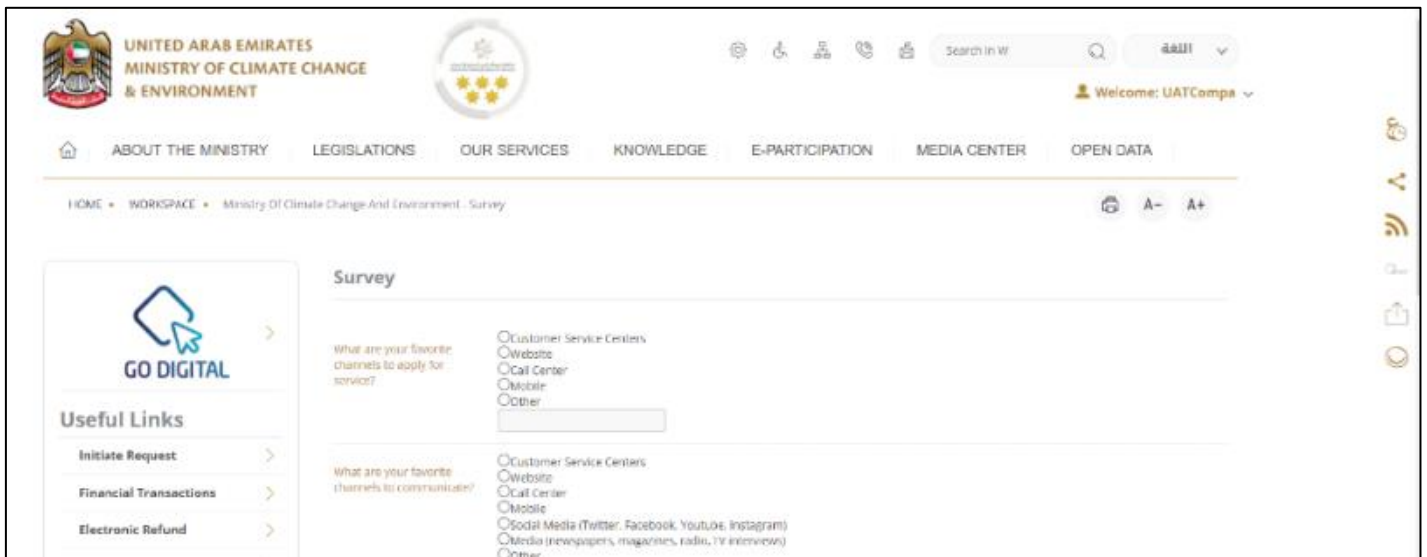 UNITED ARAB EMIRATES
MINISTRY OF CLIMATE CHANGE
& ENVIRONMENT
Search in W
اللغة
Welcome: UATCompa
ABOUT THE MINISTRY LEGISLATIONS OUR SERVICES KNOWLEDGE E-PARTICIPATION MEDIA CENTER OPEN DATA
HOME • WORKSPACE • Ministry Of Climate Change And Environment - Survey
A- A+
GO DIGITAL
Useful Links
Initiate Request
Financial Transactions
Electronic Refund
Survey
What are your favorite
channels to apply for
service?
Customer Service Centers
Website
Call Center
Mobile
Other
What are your favorite
channels to communicate?
Customer Service Centers
Website
Call Center
Mobile
Social Media (Twitter, Facebook, Youtube, Instagram)
Media (newspapers, magazines, radio, TV interviews)
Other